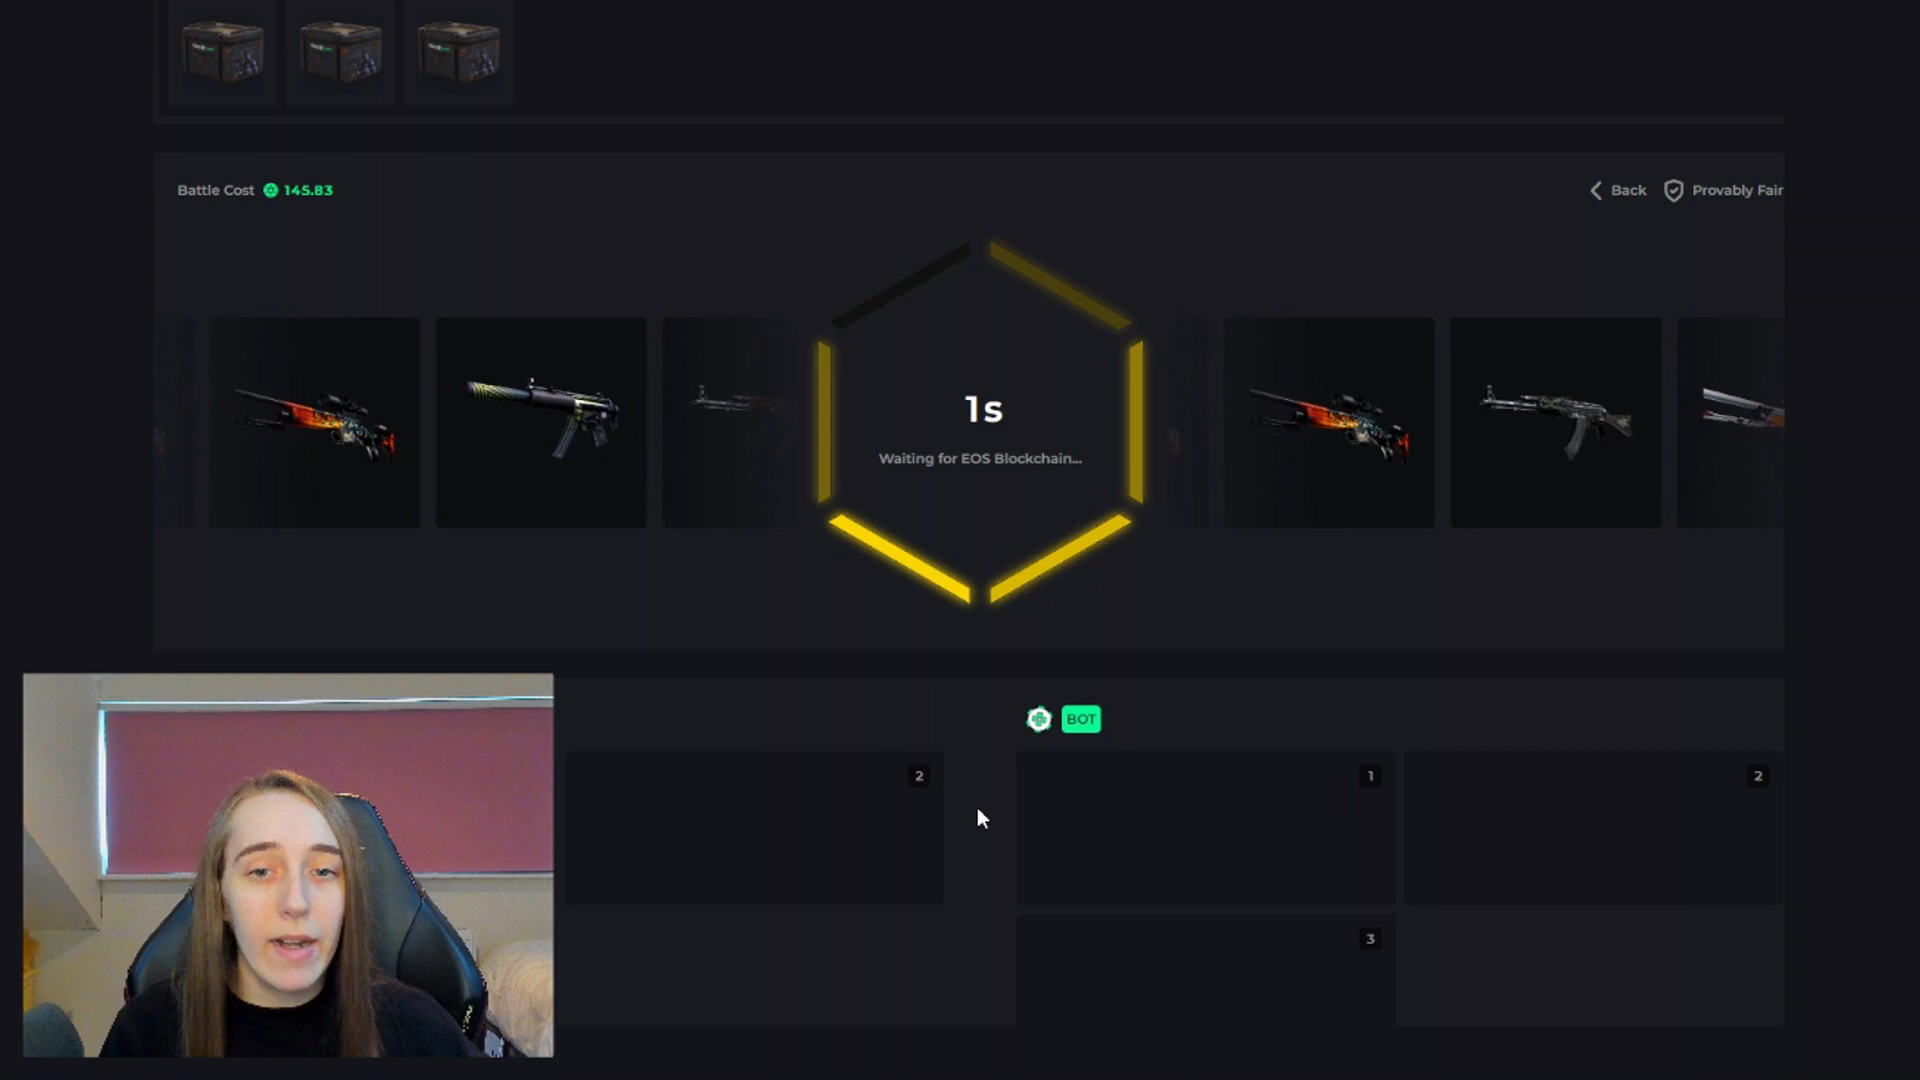 Battle Cost 145.83
Back
Provably Fair
1s
Waiting for EOS Blockchain...
BOT
2
1
2
3